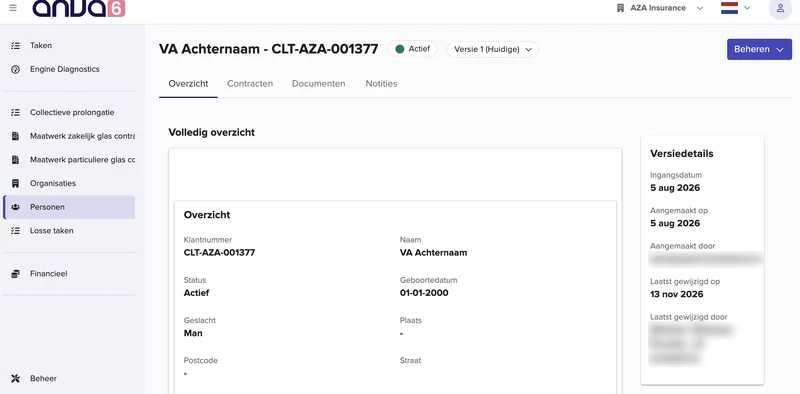 anva 6
AZA Insurance
Taken
Engine Diagnostics
Collectieve prolongatie
Maatwerk zakelijk glas contra
Maatwerk particuliere glas co
Organisaties
Personen
Losse taken
Financieel
Beheer
VA Achternaam - CLT-AZA-001377
Actief
Versie 1 (Huidige)
Beheren
Overzicht
Contracten
Documenten
Notities
Volledig overzicht
Overzicht
Klantnummer
CLT-AZA-001377
Naam
VA Achternaam
Status
Actief
Geboortedatum
01-01-2000
Geslacht
Man
Plaats
-
Postcode
-
Straat
Versiedetails
Ingangsdatum
5 aug 2026
Aangemaakt op
5 aug 2026
Aangemaakt door
Laatst gewijzigd op
13 nov 2026
Laatst gewijzigd door